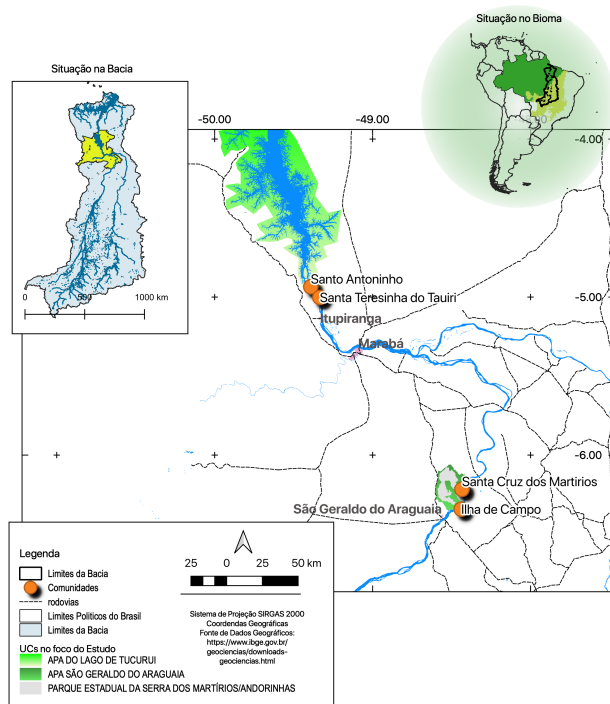 Situação no Bioma
Situação na Bacia
-50.00
-49.00
-4.00
0
500
1000 km
Santo Antoninho
Santa Teresinha do Tauiri
-5.00
Itupiranga
Marabá
-6.00
Santa Cruz dos Martirios
São Geraldo do Araguaia
Ilha de Campo
Legenda
Limites da Bacia
Comunidades
rodovias
Limites Politicos do Brasil
Limites da Bacia
UCs no foco do Estudo
APA DO LAGO DE TUCURUI
APA SÃO GERALDO DO ARAGUAIA
PARQUE ESTADUAL DA SERRA DOS MARTÍRIOS/ANDORINHAS
25 0 25 50 km
Sistema de Projeção SIRGAS 2000
Coordendas Geográficas
Fonte de Dados Geográficos:
https://www.ibge.gov.br/
geociencias/downloads-
geociencias.html